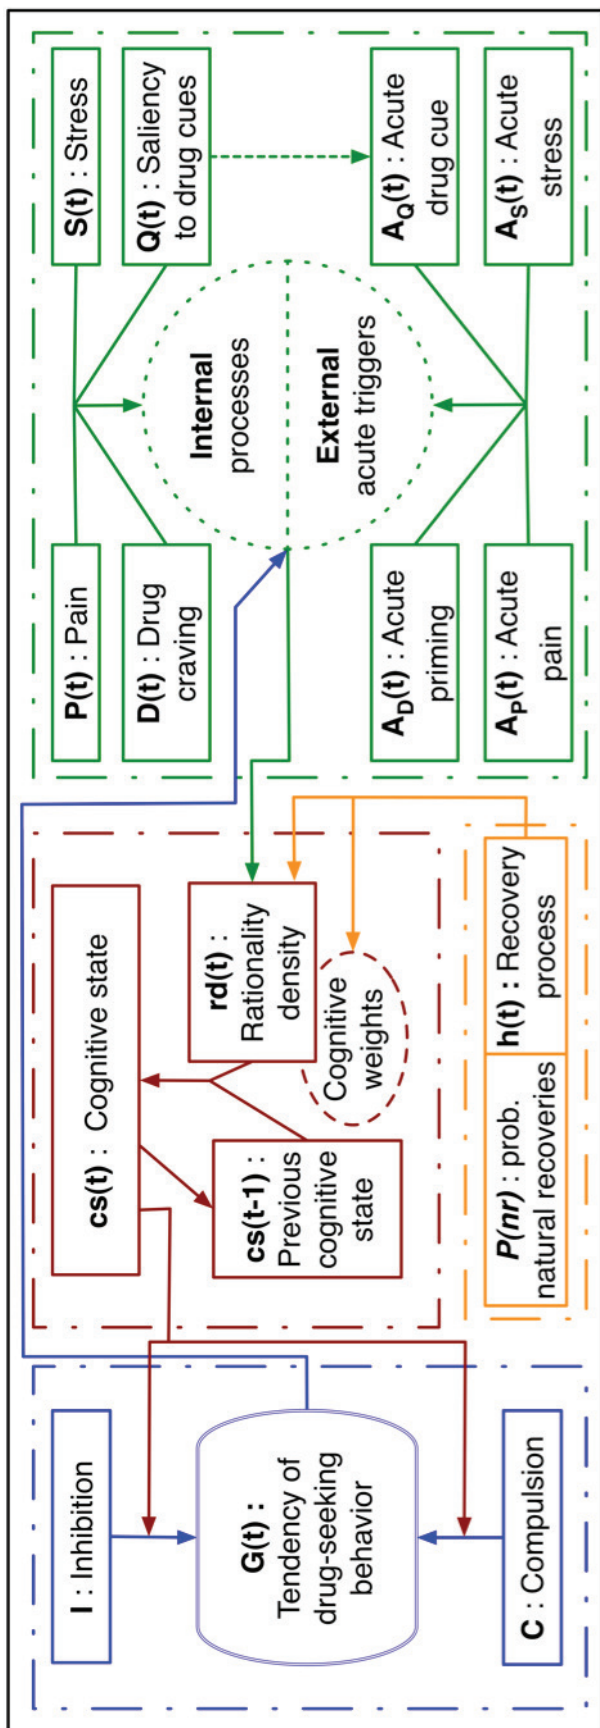 I : Inhibition
G(t) :
Tendency of
drug-seeking
behavior
C : Compulsion
cs(t) : Cognitive state
cs(t-1) :
Previous
cognitive
state
rd(t) :
Rationality
density
Cognitive
weights
P(nr) : prob.
natural recoveries
h(t) : Recovery
process
P(t) : Pain
D(t) : Drug
craving
S(t) : Stress
Q(t) : Saliency
to drug cues
Internal
processes
External
acute triggers
A_D(t) : Acute
priming
A_P(t) : Acute
pain
A_Q(t) : Acute
drug cue
A_S(t) : Acute
stress